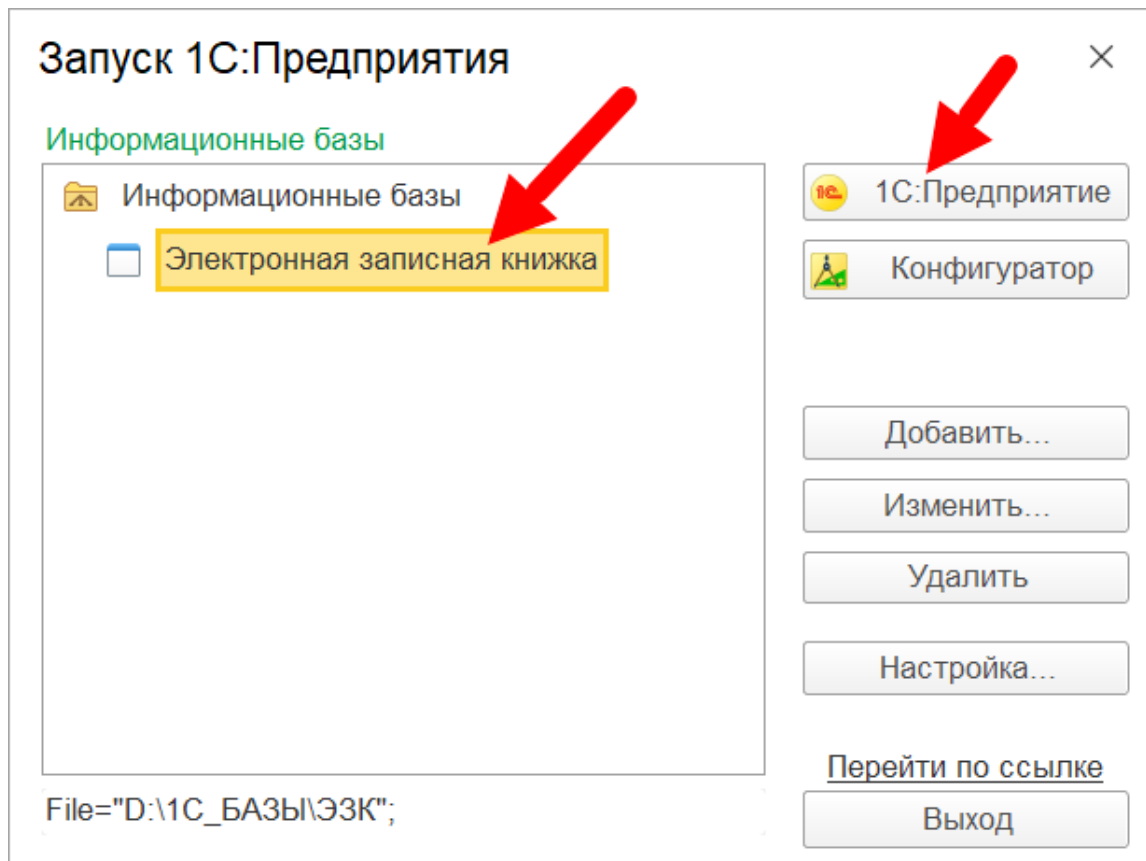 Запуск 1С:Предприятия
Информационные базы
Информационные базы
Электронная записная книжка
1С:Предприятие
Конфигуратор
Добавить...
Изменить...
Удалить
Настройка...
Перейти по ссылке
File="D:\1С_БАЗЫ\ЭЗК";
Выход